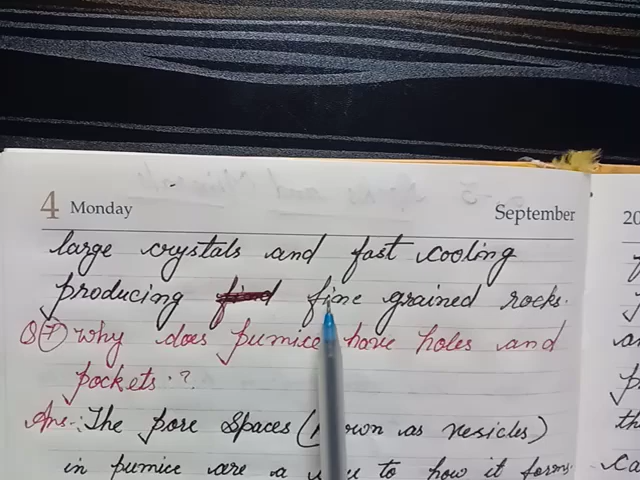 4 Monday September
large crystals and fast cooling
producing fine grained rocks.
Q(7) Why does pumice have holes and
pockets.?
Ans:. The pore spaces ( own as vesicles)
in pumice are a to how it forms.
20